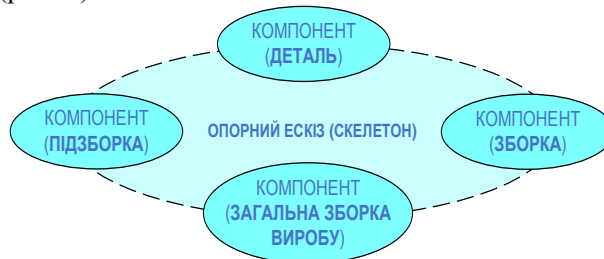 КОМПОНЕНТ
(ДЕТАЛЬ)
КОМПОНЕНТ
(ПІДЗБОРКА)
ОПОРНИЙ ЕСКІЗ (СКЕЛЕТОН)
КОМПОНЕНТ
(ЗБОРКА)
КОМПОНЕНТ
(ЗАГАЛЬНА ЗБОРКА
ВИРОБУ)